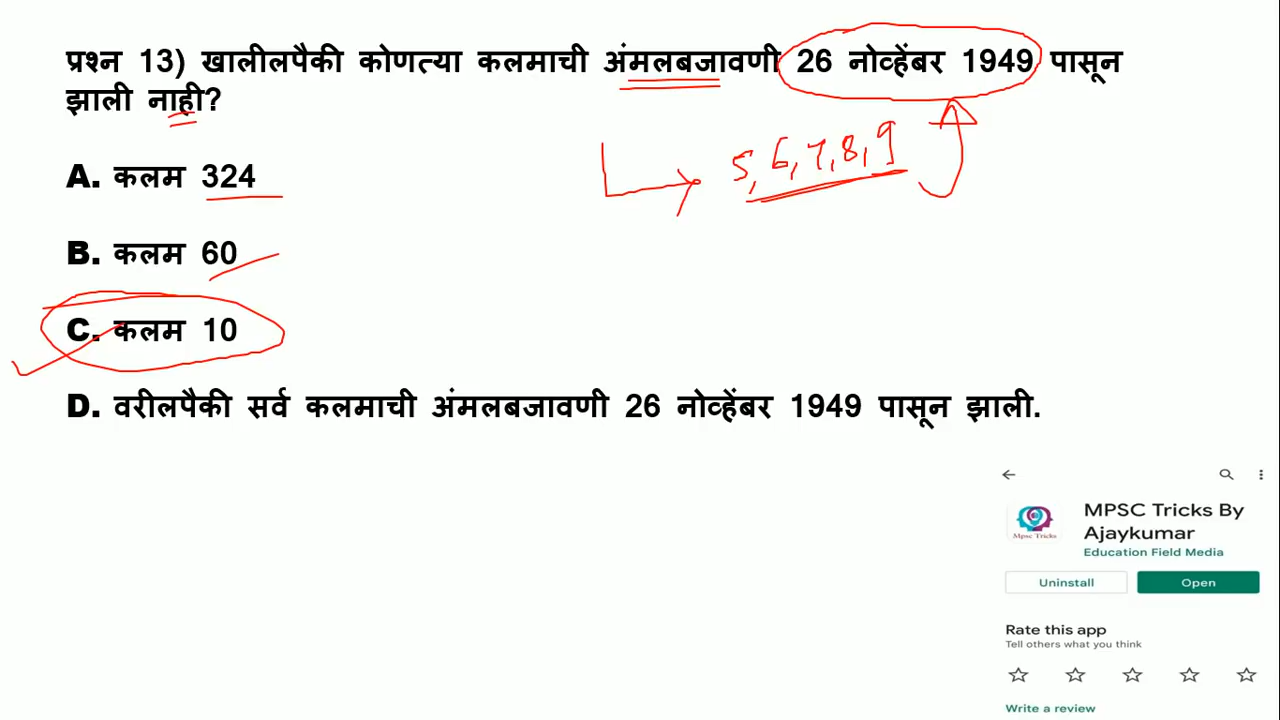 प्रश्न 13) खालीलपैकी कोणत्या कलमाची अंमलबजावणी 26 नोव्हेंबर 1949 पासून
झाली नाही?
5, 6, 7, 8, 9
A. कलम 324
B. कलम 60
C. कलम 10
D. वरीलपैकी सर्व कलमाची अंमलबजावणी 26 नोव्हेंबर 1949 पासून झाली.
MPSC Tricks By
Ajaykumar
Mpsc Tricks
Education Field Media
Uninstall
Open
Rate this app
Tell others what you think
Write a review